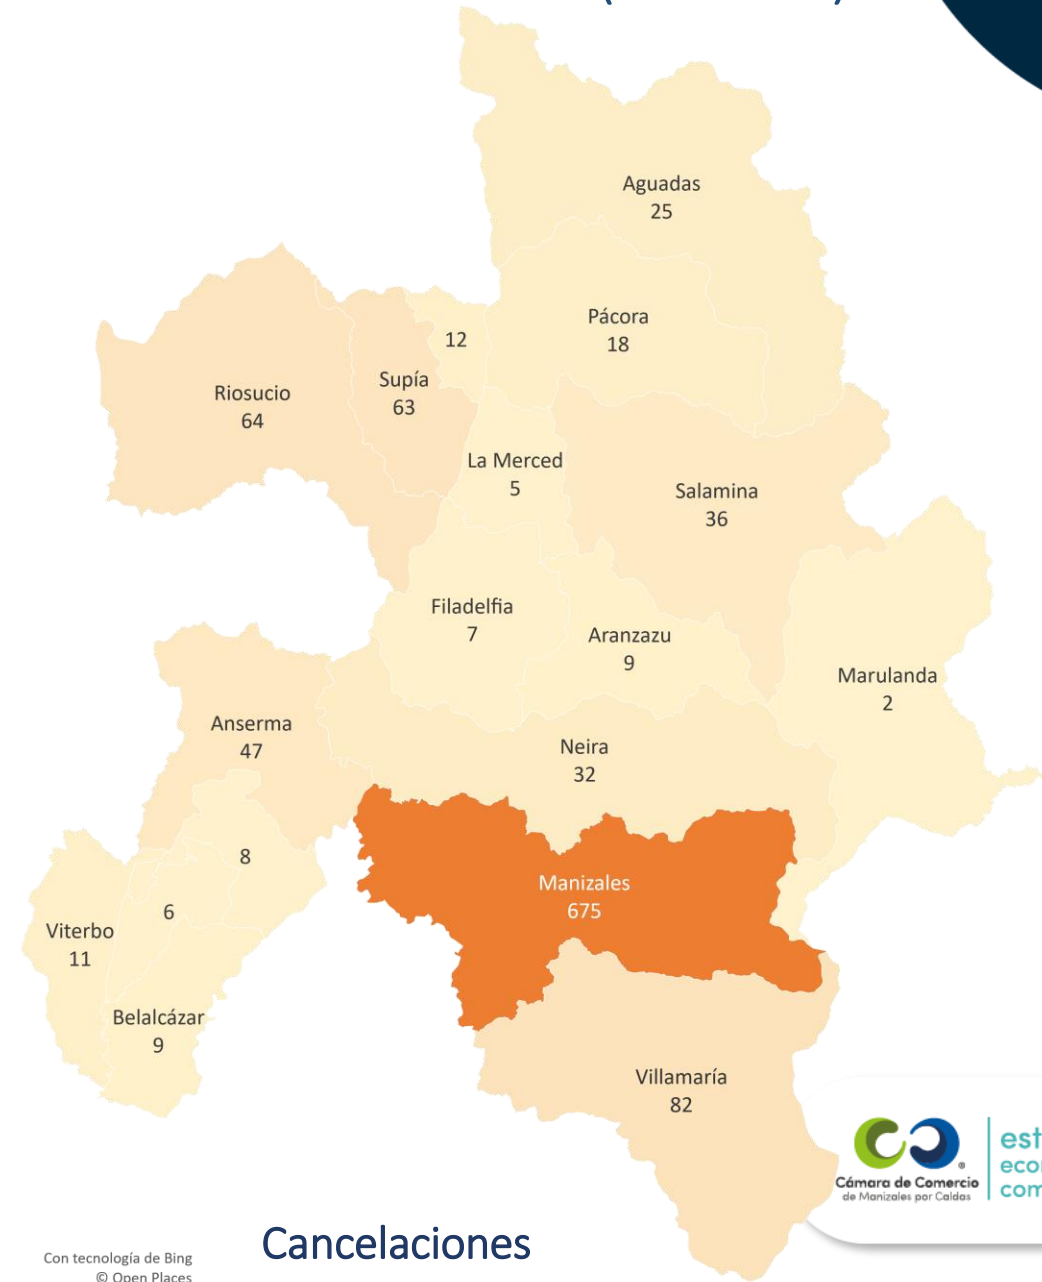 Aguadas
25
Pácora
18
12
Supía
63
Riosucio
64
La Merced
5
Salamina
36
Filadelfia
7
Aranzazu
9
Marulanda
2
Anserma
47
Neira
32
8
Manizales
675
6
Viterbo
11
Belalcázar
9
Villamaría
82
Cámara de Comercio
de Manizales por Caldas
Cancelaciones
Con tecnología de Bing
© Open Places